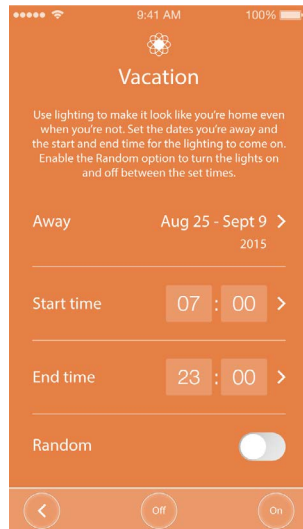 9:41 AM 100%
Vacation
Use lighting to make it look like you're home even
when you're not. Set the dates you're away and
the start and end time for the lighting to come on.
Enable the Random option to turn the lights on
and off between the set times.
Away Aug 25 - Sept 9
2015
Start time 07 : 00
End time 23 : 00
Random
Off On